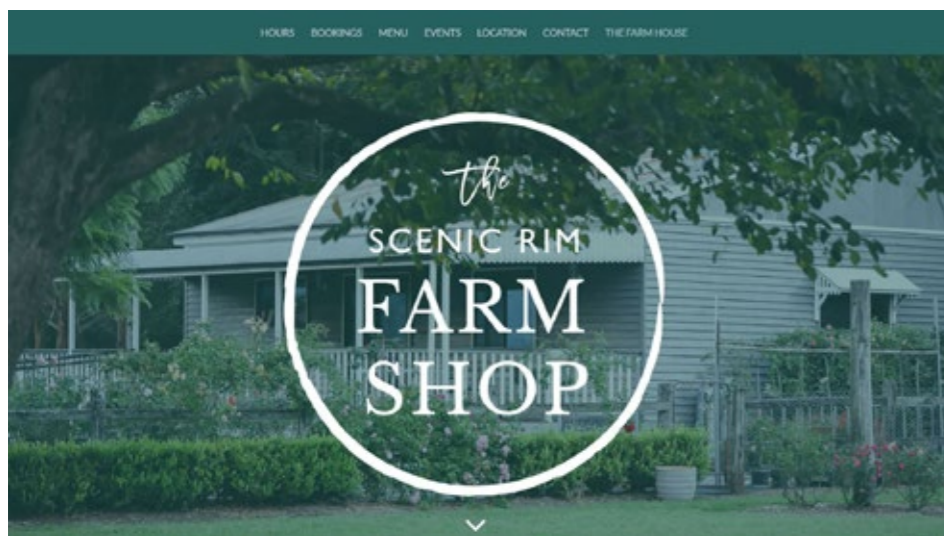 HOURS BOOKINGS MENU EVENTS LOCATION CONTACT THE FARM HOUSE
the
SCENIC RIM
FARM
SHOP